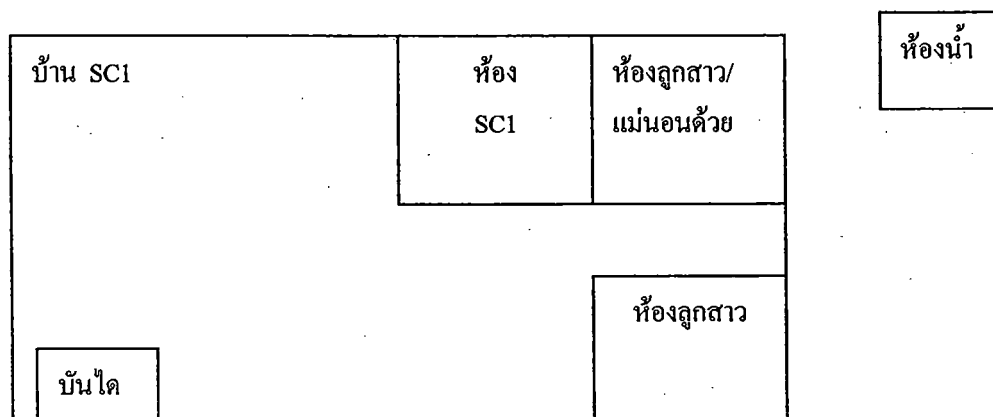 บ้าน SC1
ห้อง
SC1
ห้องลูกสาว/
แม่นอนด้วย
ห้องน้ำ
ห้องลูกสาว
บันได